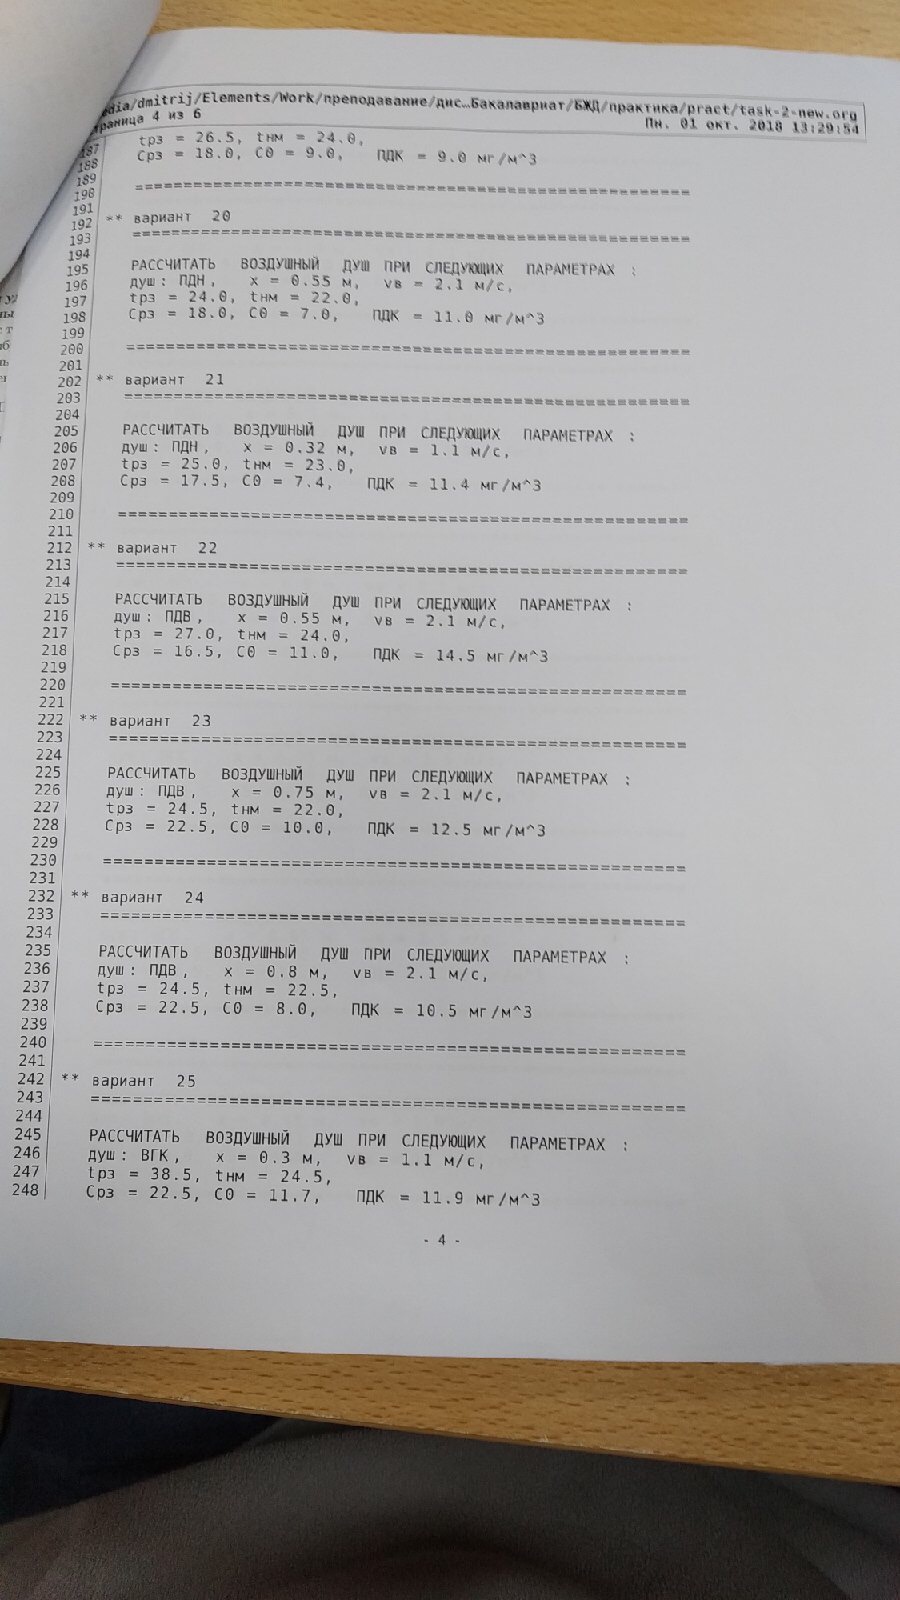 edia/dmitrij/Elements/Work/преподавание/дис…Бакалавриат/БЖД/практика/pract/task-2-new.org
раница 4 из 6 Пн. 01 окт. 2018 13:29:54
187 tрз = 26.5, tнм = 24.0,
188 Cрз = 18.0, C0 = 9.0, ПДК = 9.0 мг/м^3
189
190 =======================================================
191
192 ** вариант 20
193 =======================================================
194
195 РАССЧИТАТЬ ВОЗДУШНЫЙ ДУШ ПРИ СЛЕДУЮЩИХ ПАРАМЕТРАХ :
196 душ: ПДН, x = 0.55 м, vв = 2.1 м/с,
197 tрз = 24.0, tнм = 22.0,
198 Cрз = 18.0, C0 = 7.0, ПДК = 11.0 мг/м^3
199
200 =======================================================
201
202 ** вариант 21
203 =======================================================
204
205 РАССЧИТАТЬ ВОЗДУШНЫЙ ДУШ ПРИ СЛЕДУЮЩИХ ПАРАМЕТРАХ :
206 душ: ПДН, x = 0.32 м, vв = 1.1 м/с,
207 tрз = 25.0, tнм = 23.0,
208 Cрз = 17.5, C0 = 7.4, ПДК = 11.4 мг/м^3
209
210 =======================================================
211
212 ** вариант 22
213 =======================================================
214
215 РАССЧИТАТЬ ВОЗДУШНЫЙ ДУШ ПРИ СЛЕДУЮЩИХ ПАРАМЕТРАХ :
216 душ: ПДВ, x = 0.55 м, vв = 2.1 м/с,
217 tрз = 27.0, tнм = 24.0,
218 Cрз = 16.5, C0 = 11.0, ПДК = 14.5 мг/м^3
219
220 =======================================================
221
222 ** вариант 23
223 =======================================================
224
225 РАССЧИТАТЬ ВОЗДУШНЫЙ ДУШ ПРИ СЛЕДУЮЩИХ ПАРАМЕТРАХ :
226 душ: ПДВ, x = 0.75 м, vв = 2.1 м/с,
227 tрз = 24.5, tнм = 22.0,
228 Cрз = 22.5, C0 = 10.0, ПДК = 12.5 мг/м^3
229
230 =======================================================
231
232 ** вариант 24
233 =======================================================
234
235 РАССЧИТАТЬ ВОЗДУШНЫЙ ДУШ ПРИ СЛЕДУЮЩИХ ПАРАМЕТРАХ :
236 душ: ПДВ, x = 0.8 м, vв = 2.1 м/с,
237 tрз = 24.5, tнм = 22.5,
238 Cрз = 22.5, C0 = 8.0, ПДК = 10.5 мг/м^3
239
240 =======================================================
241
242 ** вариант 25
243 =======================================================
244
245 РАССЧИТАТЬ ВОЗДУШНЫЙ ДУШ ПРИ СЛЕДУЮЩИХ ПАРАМЕТРАХ :
246 душ: ВГК, x = 0.3 м, vв = 1.1 м/с,
247 tрз = 38.5, tнм = 24.5,
248 Cрз = 22.5, C0 = 11.7, ПДК = 11.9 мг/м^3
- 4 -